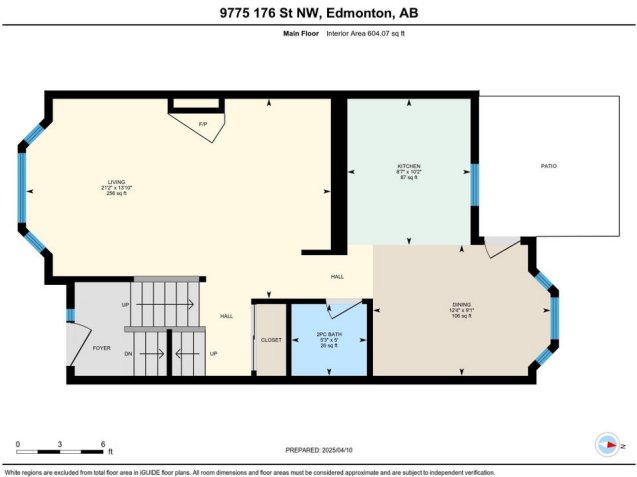 9775 176 St NW, Edmonton, AB
Main Floor Interior Area 604.07 sq ft
F/P
LIVING
21'2" x 13'10"
256 sq ft
KITCHEN
8'7" x 10'2"
87 sq ft
PATIO
HALL
UP
HALL
DINING
12'4" x 9'1"
106 sq ft
FOYER
DN
UP
CLOSET
2PC BATH
5'3" x 5'
26 sq ft
0 3 6
ft
PREPARED: 2025/04/10
N
White regions are excluded from total floor area in iGUIDE floor plans. All room dimensions and floor areas must be considered approximate and are subject to independent verification.